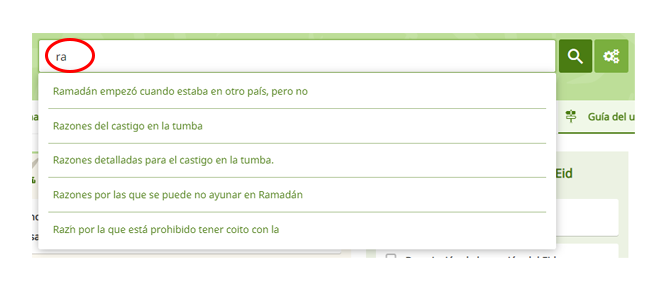 ra
Ramadán empezó cuando estaba en otro país, pero no
Razones del castigo en la tumba
Guía del u
Razones detalladas para el castigo en la tumba.
Eid
Razones por las que se puede no ayunar en Ramadán
Razn por la que está prohibido tener coito con la